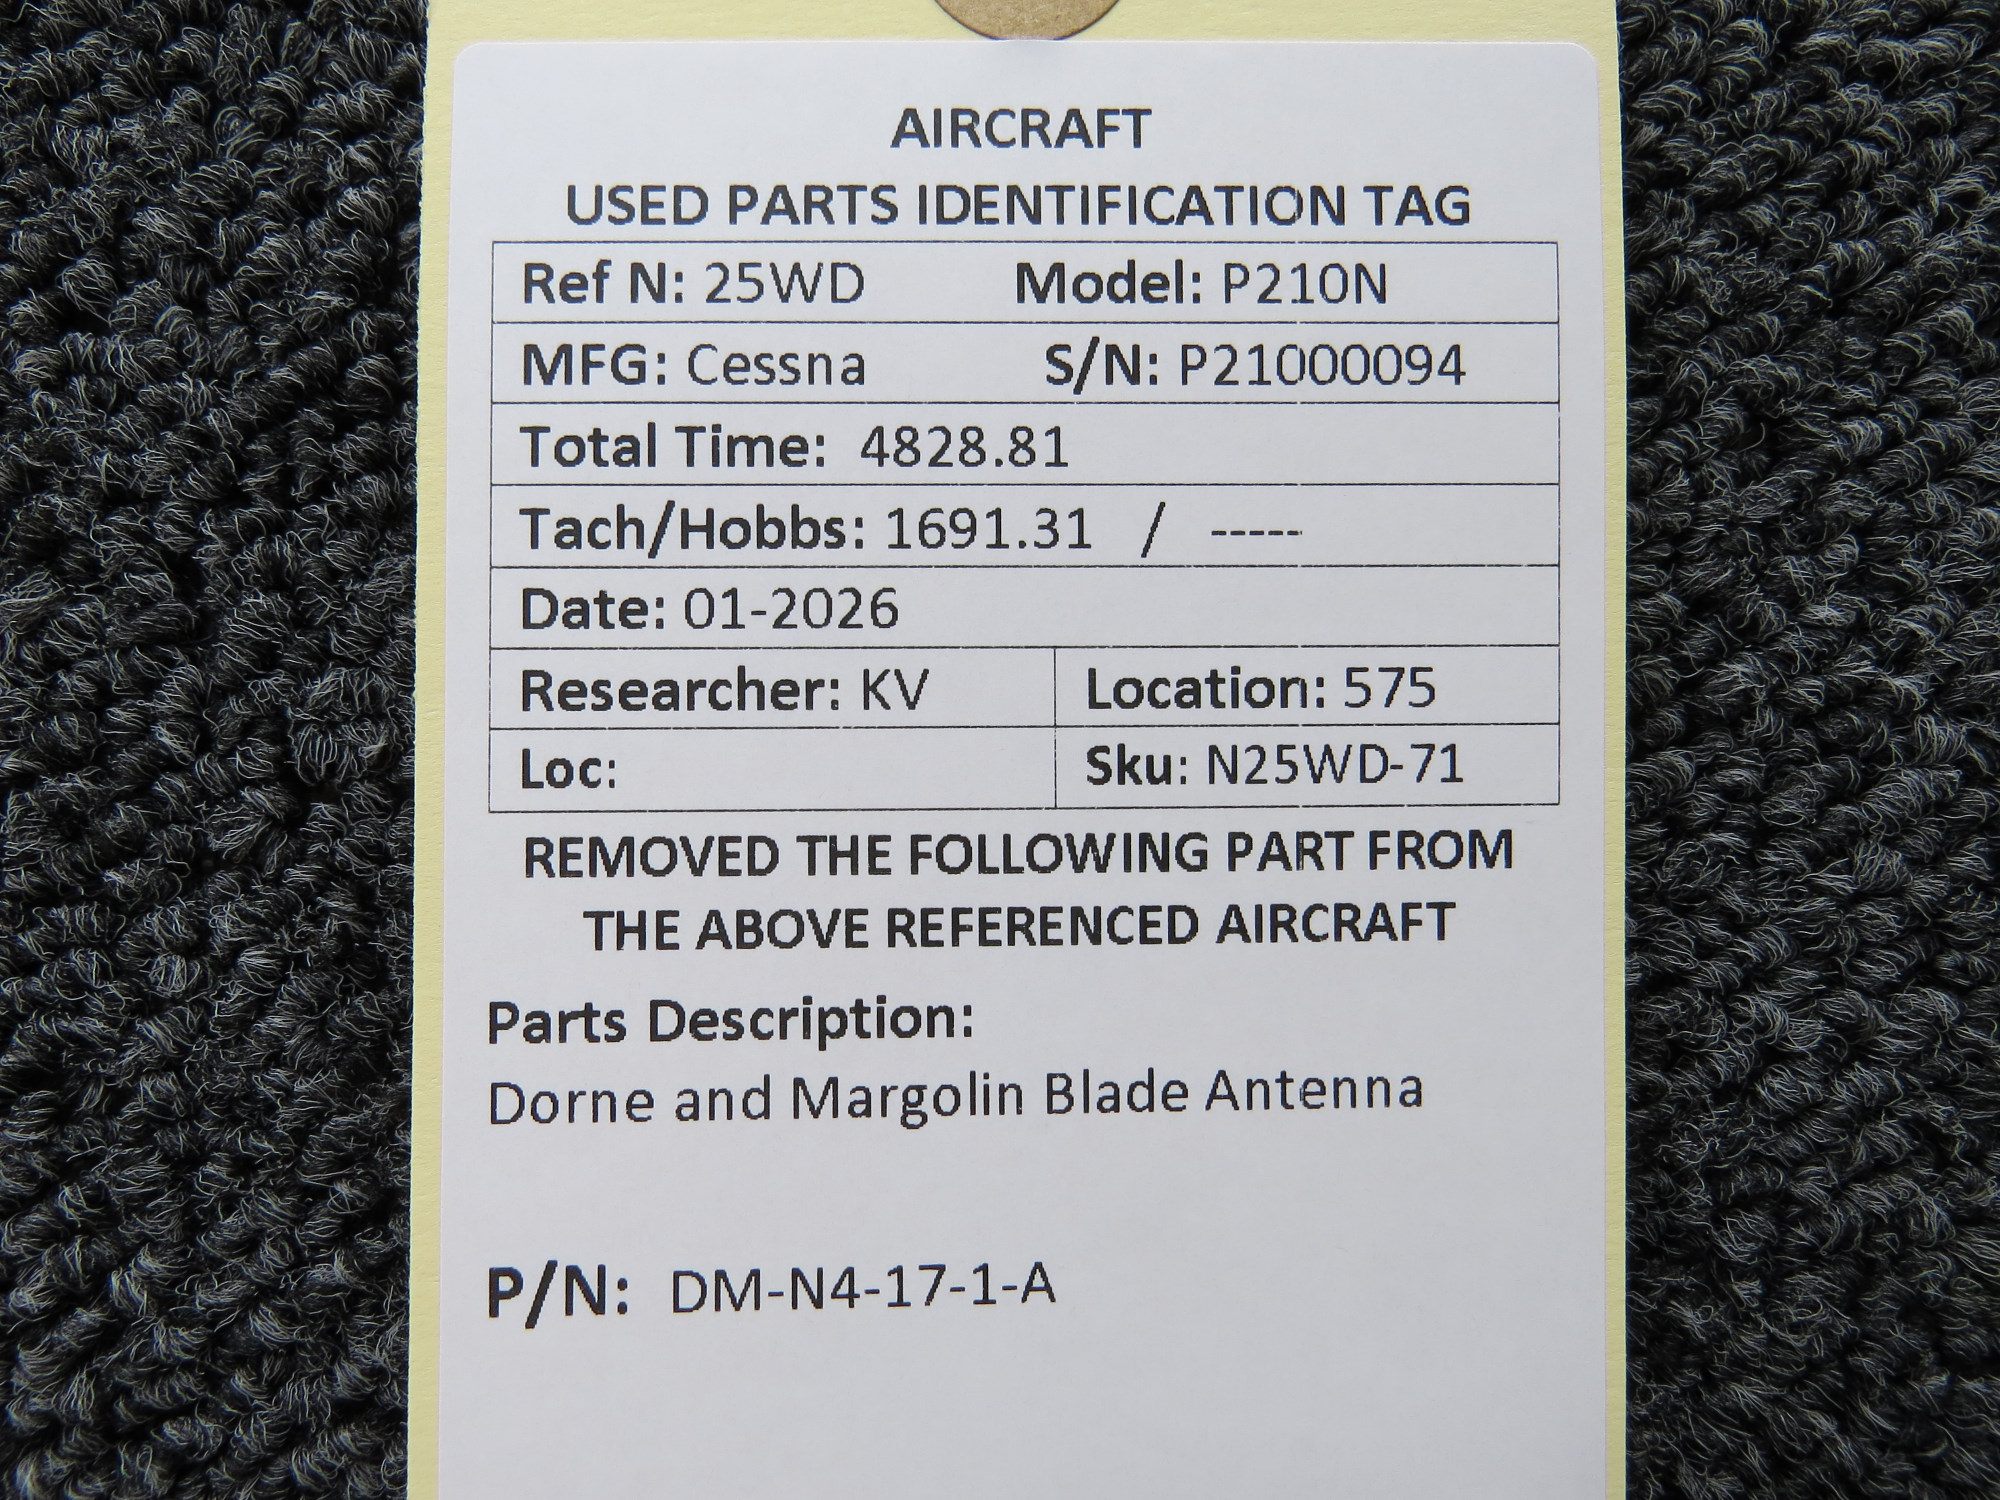 AIRCRAFT
USED PARTS IDENTIFICATION TAG
Ref N: 25WD Model: P210N
MFG: Cessna S/N: P21000094
Total Time: 4828.81
Tach/Hobbs: 1691.31 / -----
Date: 01-2026
Researcher: KV Location: 575
Loc: Sku: N25WD-71
REMOVED THE FOLLOWING PART FROM
THE ABOVE REFERENCED AIRCRAFT
Parts Description:
Dorne and Margolin Blade Antenna
P/N: DM-N4-17-1-A